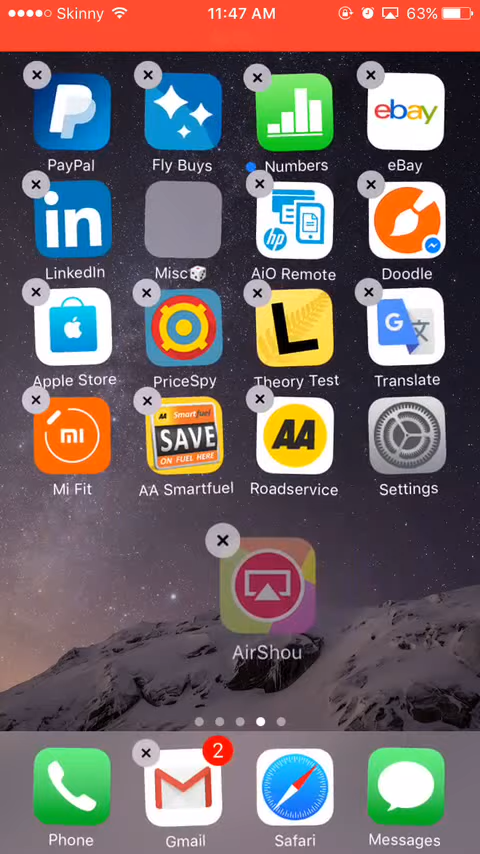 Skinny 11:47 AM 63%
PayPal Fly Buys Numbers eBay
ebay
in
hp
LinkedIn Misc🎲 AiO Remote Doodle
L
G 文
Apple Store PriceSpy Theory Test Translate
MI
AA Smartfuel
SAVE
ON FUEL HERE
AA
Mi Fit AA Smartfuel Roadservice Settings
AirShou
2
Phone Gmail Safari Messages